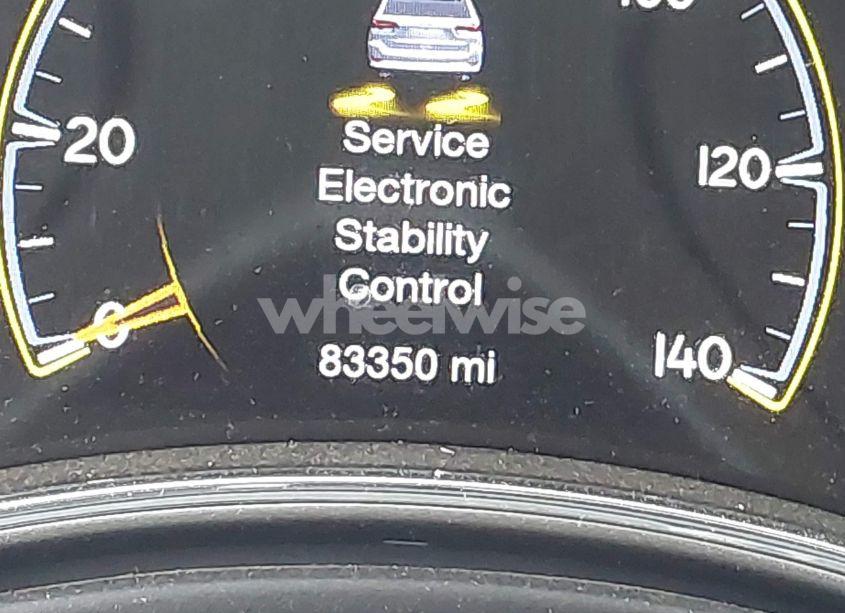 20
120
Service
Electronic
Stability
Control
wheelwise
0
83350 mi
140